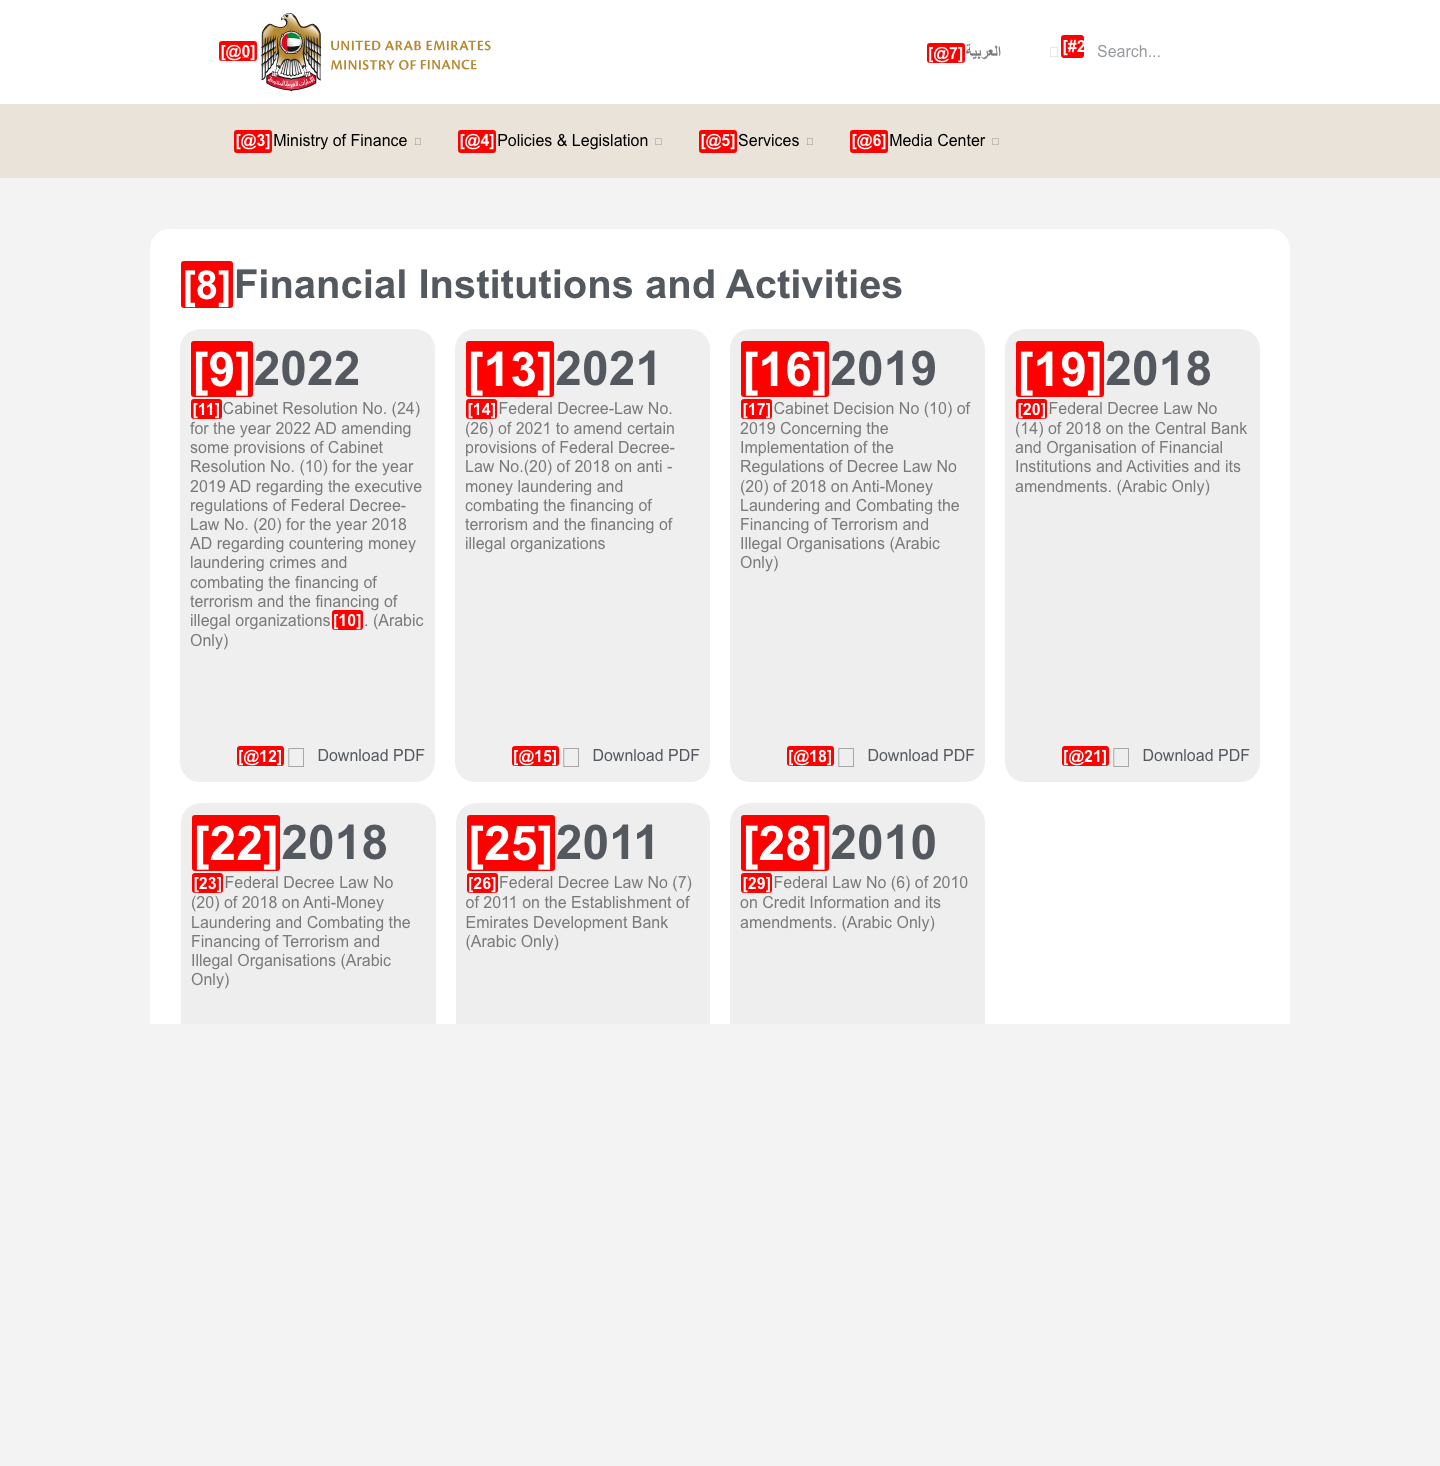 [@0]
UNITED ARAB EMIRATES
MINISTRY OF FINANCE
[@7]العربية
[#2
Search...
[@3]Ministry of Finance
[@4]Policies & Legislation
[@5]Services
[@6]Media Center
[8]Financial Institutions and Activities
[9]2022
[11]Cabinet Resolution No. (24)
for the year 2022 AD amending
some provisions of Cabinet
Resolution No. (10) for the year
2019 AD regarding the executive
regulations of Federal Decree-
Law No. (20) for the year 2018
AD regarding countering money
laundering crimes and
combating the financing of
terrorism and the financing of
illegal organizations[10]. (Arabic
Only)
[@12] Download PDF
[13]2021
[14]Federal Decree-Law No.
(26) of 2021 to amend certain
provisions of Federal Decree-
Law No.(20) of 2018 on anti -
money laundering and
combating the financing of
terrorism and the financing of
illegal organizations
[@15] Download PDF
[16]2019
[17]Cabinet Decision No (10) of
2019 Concerning the
Implementation of the
Regulations of Decree Law No
(20) of 2018 on Anti-Money
Laundering and Combating the
Financing of Terrorism and
Illegal Organisations (Arabic
Only)
[@18] Download PDF
[19]2018
[20]Federal Decree Law No
(14) of 2018 on the Central Bank
and Organisation of Financial
Institutions and Activities and its
amendments. (Arabic Only)
[@21] Download PDF
[22]2018
[23]Federal Decree Law No
(20) of 2018 on Anti-Money
Laundering and Combating the
Financing of Terrorism and
Illegal Organisations (Arabic
Only)
[25]2011
[26]Federal Decree Law No (7)
of 2011 on the Establishment of
Emirates Development Bank
(Arabic Only)
[28]2010
[29]Federal Law No (6) of 2010
on Credit Information and its
amendments. (Arabic Only)